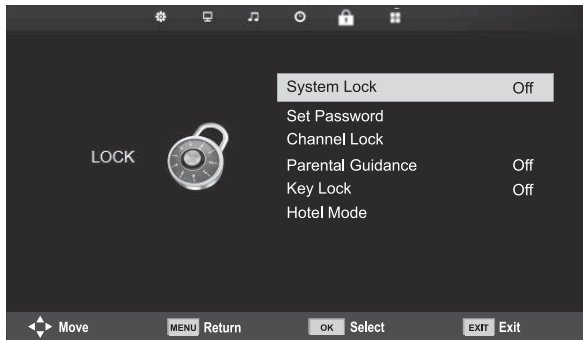 System Lock Off
Set Password
Channel Lock
LOCK
Parental Guidance Off
Key Lock Off
Hotel Mode
Move MENU Return OK Select EXIT Exit